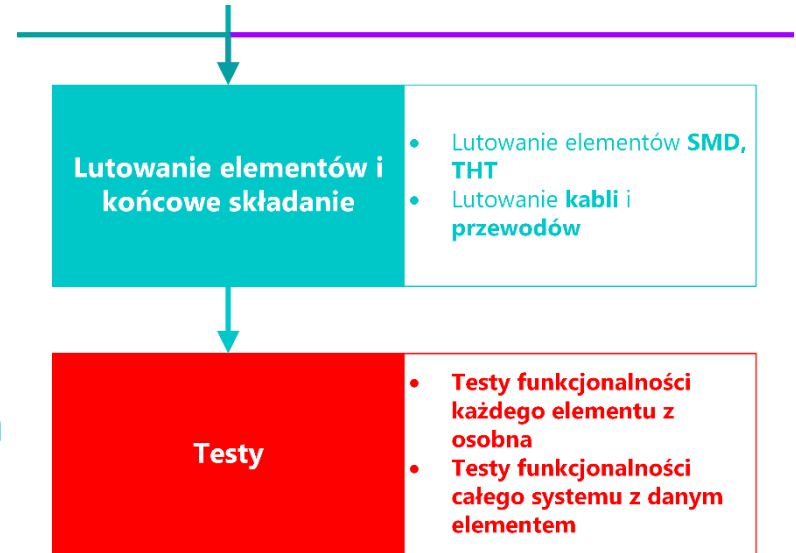 Lutowanie elementów i
końcowe składanie
• Lutowanie elementów SMD,
THT
• Lutowanie kabli i
przewodów
Testy
• Testy funkcjonalności
każdego elementu z
osobna
• Testy funkcjonalności
całego systemu z danym
elementem